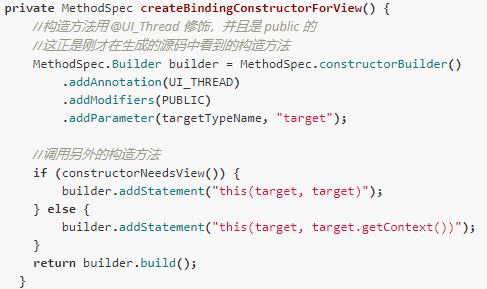 private MethodSpec createBindingConstructorForView() {
//构造方法用 @UI_Thread 修饰，并且是 public 的
//这正是刚才在生成的源码中看到的构造方法
MethodSpec.Builder builder = MethodSpec.constructorBuilder()
.addAnnotation(UI_THREAD)
.addModifiers(PUBLIC)
.addParameter(targetTypeName, "target");
//调用另外的构造方法
if (constructorNeedsView()) {
builder.addStatement("this(target, target)");
} else {
builder.addStatement("this(target, target.getContext())");
}
return builder.build();
}